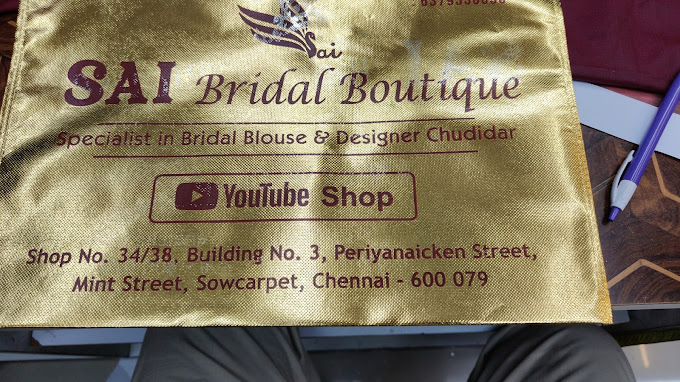 Sai
SAI Bridal Boutique
Specialist in Bridal Blouse & Designer Chudidar
YouTube Shop
Shop No. 34/38, Building No. 3, Periyanaicken Street,
Mint Street, Sowcarpet, Chennai - 600 079